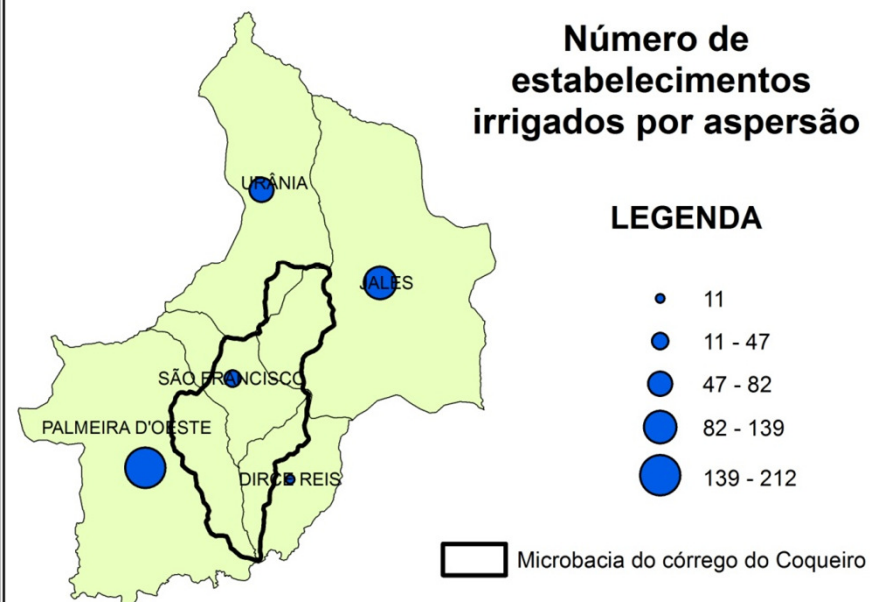 Número de
estabelecimentos
irrigados por aspersão
LEGENDA
11
11 - 47
47 - 82
82 - 139
139 - 212
Microbacia do córrego do Coqueiro
URÂNIA
JALES
SÃO FRANCISCO
PALMEIRA D'OESTE
DIRCE REIS